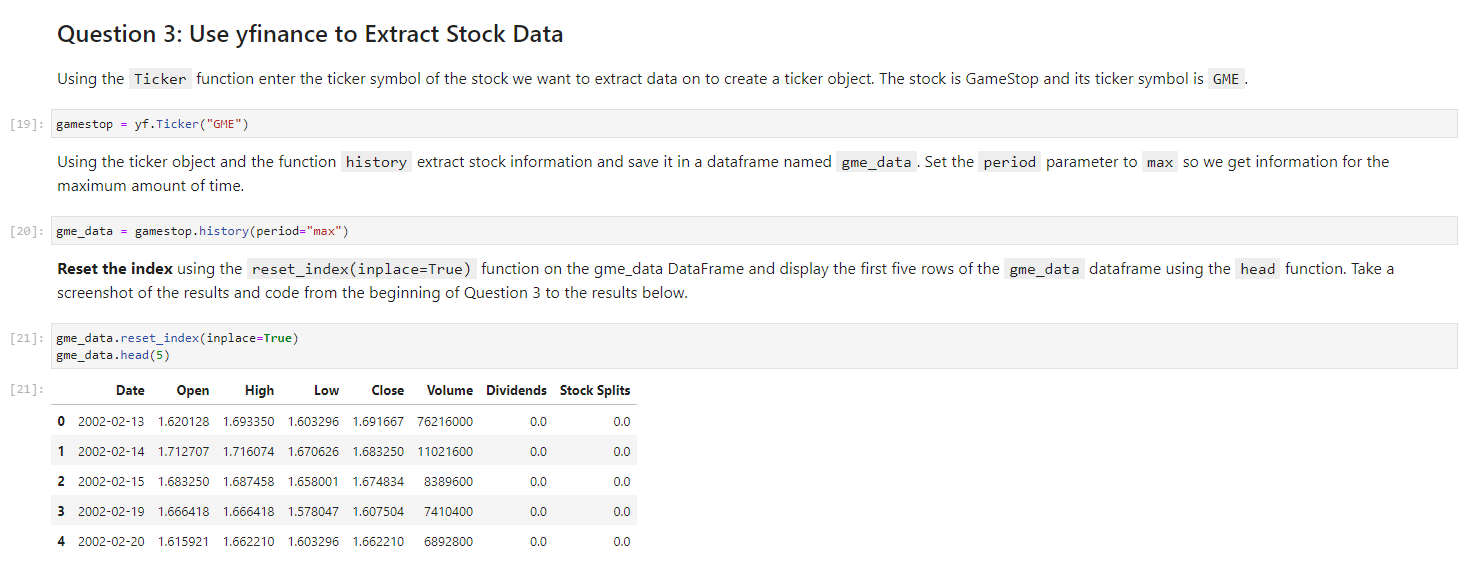 Question 3: Use yfinance to Extract Stock Data
Using the Ticker function enter the ticker symbol of the stock we want to extract data on to create a ticker object. The stock is GameStop and its ticker symbol is GME.
[19]: gamestop = yf.Ticker("GME")
Using the ticker object and the function history extract stock information and save it in a dataframe named gme_data. Set the period parameter to max so we get information for the
maximum amount of time.
[20]: gme_data = gamestop.history(period="max")
Reset the index using the reset_index(inplace=True) function on the gme_data DataFrame and display the first five rows of the gme_data dataframe using the head function. Take a
screenshot of the results and code from the beginning of Question 3 to the results below.
[21]: gme_data.reset_index(inplace=True)
gme_data.head(5)
[21]: Date Open High Low Close Volume Dividends Stock Splits
0 2002-02-13 1.620128 1.693350 1.603296 1.691667 76216000 0.0 0.0
1 2002-02-14 1.712707 1.716074 1.670626 1.683250 11021600 0.0 0.0
2 2002-02-15 1.683250 1.687458 1.658001 1.674834 8389600 0.0 0.0
3 2002-02-19 1.666418 1.666418 1.578047 1.607504 7410400 0.0 0.0
4 2002-02-20 1.615921 1.662210 1.603296 1.662210 6892800 0.0 0.0